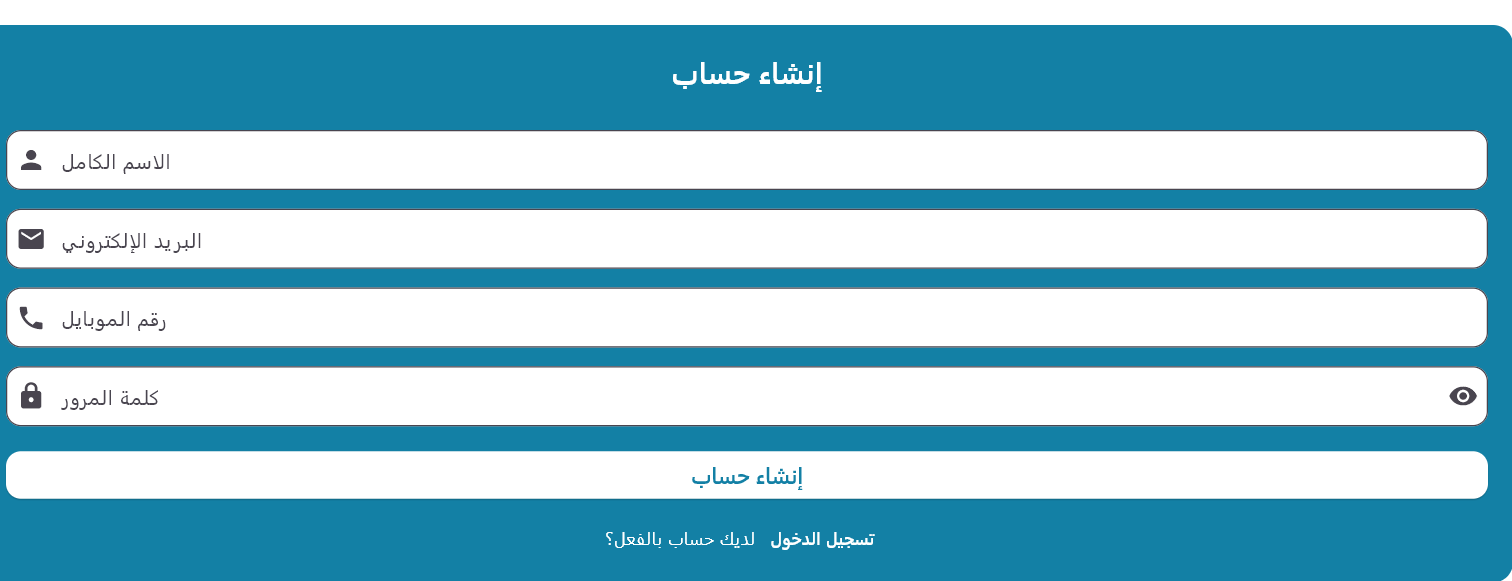 إنشاء حساب
الاسم الكامل
البريد الإلكتروني
رقم الموبايل
كلمة المرور
إنشاء حساب
لديك حساب بالفعل؟ تسجيل الدخول